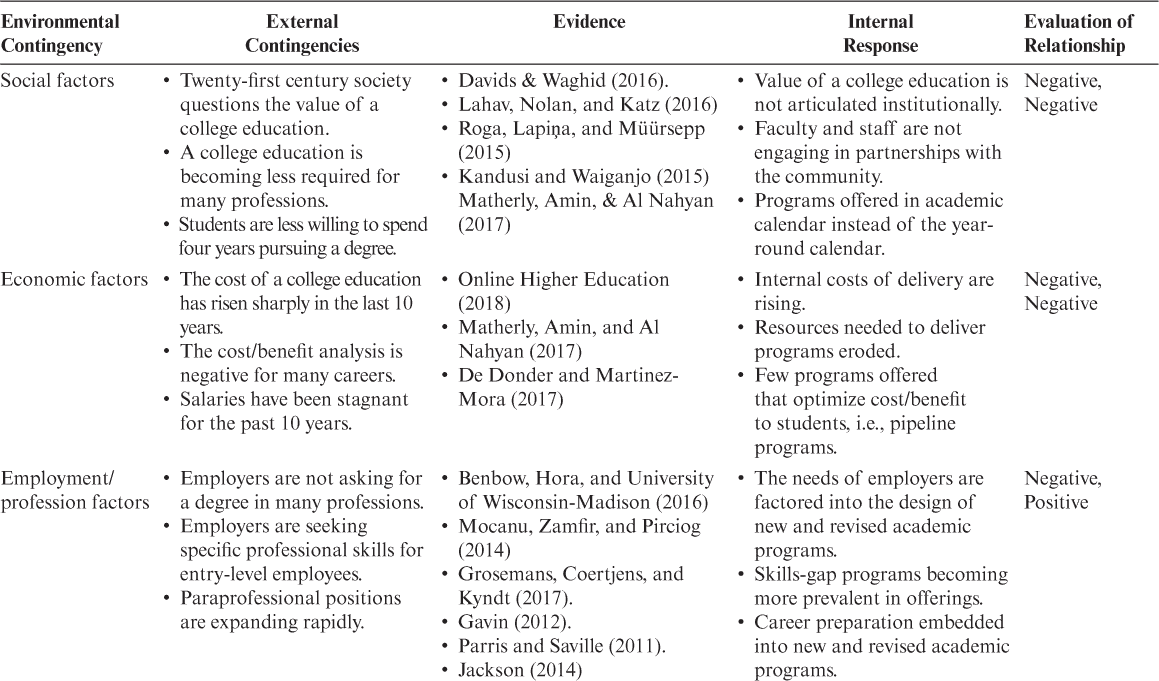 Environmental Contingency
External Contingencies
Evidence
Internal Response
Evaluation of Relationship
Social factors
• Twenty-first century society
questions the value of a
college education.
• A college education is
becoming less required for
many professions.
• Students are less willing to spend
four years pursuing a degree.
• Davids & Waghid (2016).
• Lahav, Nolan, and Katz (2016)
• Roga, Lapiņa, and Müürsepp
(2015)
• Kandusi and Waiganjo (2015)
Matherly, Amin, & Al Nahyan
(2017)
• Value of a college education is
not articulated institutionally.
• Faculty and staff are not
engaging in partnerships with
the community.
• Programs offered in academic
calendar instead of the year-
round calendar.
Negative,
Negative
Economic factors
• The cost of a college education
has risen sharply in the last 10
years.
• The cost/benefit analysis is
negative for many careers.
• Salaries have been stagnant
for the past 10 years.
• Online Higher Education
(2018)
• Matherly, Amin, and Al
Nahyan (2017)
• De Donder and Martinez-
Mora (2017)
• Internal costs of delivery are
rising.
• Resources needed to deliver
programs eroded.
• Few programs offered
that optimize cost/benefit
to students, i.e., pipeline
programs.
Negative,
Negative
Employment/
profession factors
• Employers are not asking for
a degree in many professions.
• Employers are seeking
specific professional skills for
entry-level employees.
• Paraprofessional positions
are expanding rapidly.
• Benbow, Hora, and University
of Wisconsin-Madison (2016)
• Mocanu, Zamfir, and Pirciog
(2014)
• Grosemans, Coertjens, and
Kyndt (2017).
• Gavin (2012).
• Parris and Saville (2011).
• Jackson (2014)
• The needs of employers are
factored into the design of
new and revised academic
programs.
• Skills-gap programs becoming
more prevalent in offerings.
• Career preparation embedded
into new and revised academic
programs.
Negative,
Positive